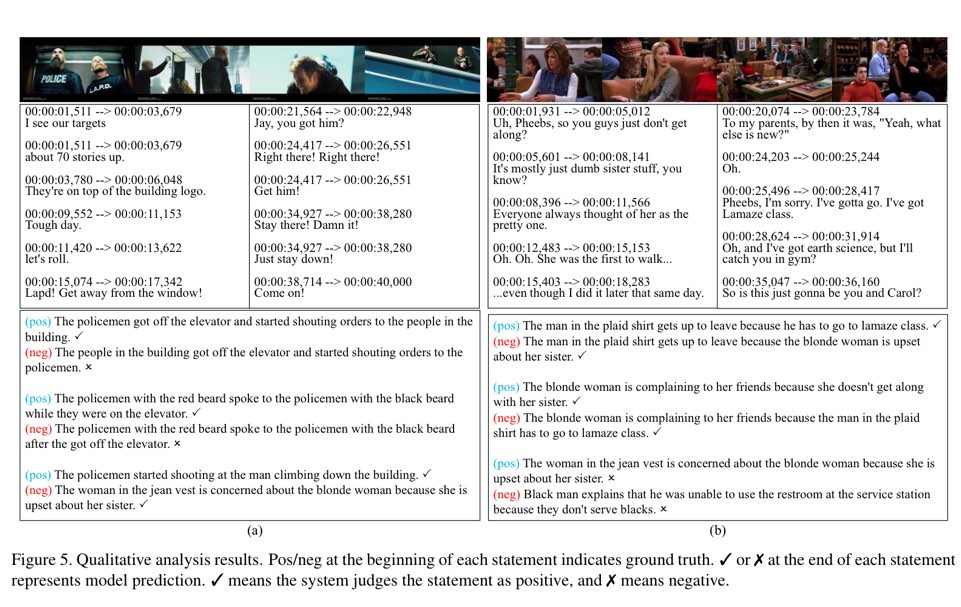 POLICE
L.A.P.D.
00:00:01,511 --> 00:00:03,679
I see our targets
00:00:01,511 --> 00:00:03,679
about 70 stories up.
00:00:03,780 --> 00:00:06,048
They're on top of the building logo.
00:00:09,552 --> 00:00:11,153
Tough day.
00:00:11,420 --> 00:00:13,622
let's roll.
00:00:15,074 --> 00:00:17,342
Lapd! Get away from the window!
00:00:21,564 --> 00:00:22,948
Jay, you got him?
00:00:24,417 --> 00:00:26,551
Right there! Right there!
00:00:24,417 --> 00:00:26,551
Get him!
00:00:34,927 --> 00:00:38,280
Stay there! Damn it!
00:00:34,927 --> 00:00:38,280
Just stay down!
00:00:38,714 --> 00:00:40,000
Come on!
(pos) The policemen got off the elevator and started shouting orders to the people in the
building. ✓
(neg) The people in the building got off the elevator and started shouting orders to the
policemen. ✗
(pos) The policemen with the red beard spoke to the policemen with the black beard
while they were on the elevator. ✓
(neg) The policemen with the red beard spoke to the policemen with the black beard
after the got off the elevator. ✗
(pos) The policemen started shooting at the man climbing down the building. ✓
(neg) The woman in the jean vest is concerned about the blonde woman because she is
upset about her sister. ✓
(a)
00:00:01,931 --> 00:00:05,012
Uh, Pheebs, so you guys just don't get
along?
00:00:05,601 --> 00:00:08,141
It's mostly just dumb sister stuff, you
know?
00:00:08,396 --> 00:00:11,566
Everyone always thought of her as the
pretty one.
00:00:12,483 --> 00:00:15,153
Oh. Oh. She was the first to walk...
00:00:15,403 --> 00:00:18,283
...even though I did it later that same day.
00:00:20,074 --> 00:00:23,784
To my parents, by then it was, "Yeah, what
else is new?"
00:00:24,203 --> 00:00:25,244
Oh.
00:00:25,496 --> 00:00:28,417
Pheebs, I'm sorry. I've gotta go. I've got
Lamaze class.
00:00:28,624 --> 00:00:31,914
Oh, and I've got earth science, but I'll
catch you in gym?
00:00:35,047 --> 00:00:36,160
So is this just gonna be you and Carol?
(pos) The man in the plaid shirt gets up to leave because he has to go to lamaze class. ✓
(neg) The man in the plaid shirt gets up to leave because the blonde woman is upset
about her sister. ✓
(pos) The blonde woman is complaining to her friends because she doesn't get along
with her sister. ✓
(neg) The blonde woman is complaining to her friends because the man in the plaid
shirt has to go to lamaze class. ✓
(pos) The woman in the jean vest is concerned about the blonde woman because she is
upset about her sister. ✗
(neg) Black man explains that he was unable to use the restroom at the service station
because they don't serve blacks. ✗
(b)
Figure 5. Qualitative analysis results. Pos/neg at the beginning of each statement indicates ground truth. ✓ or ✗ at the end of each statement
represents model prediction. ✓ means the system judges the statement as positive, and ✗ means negative.